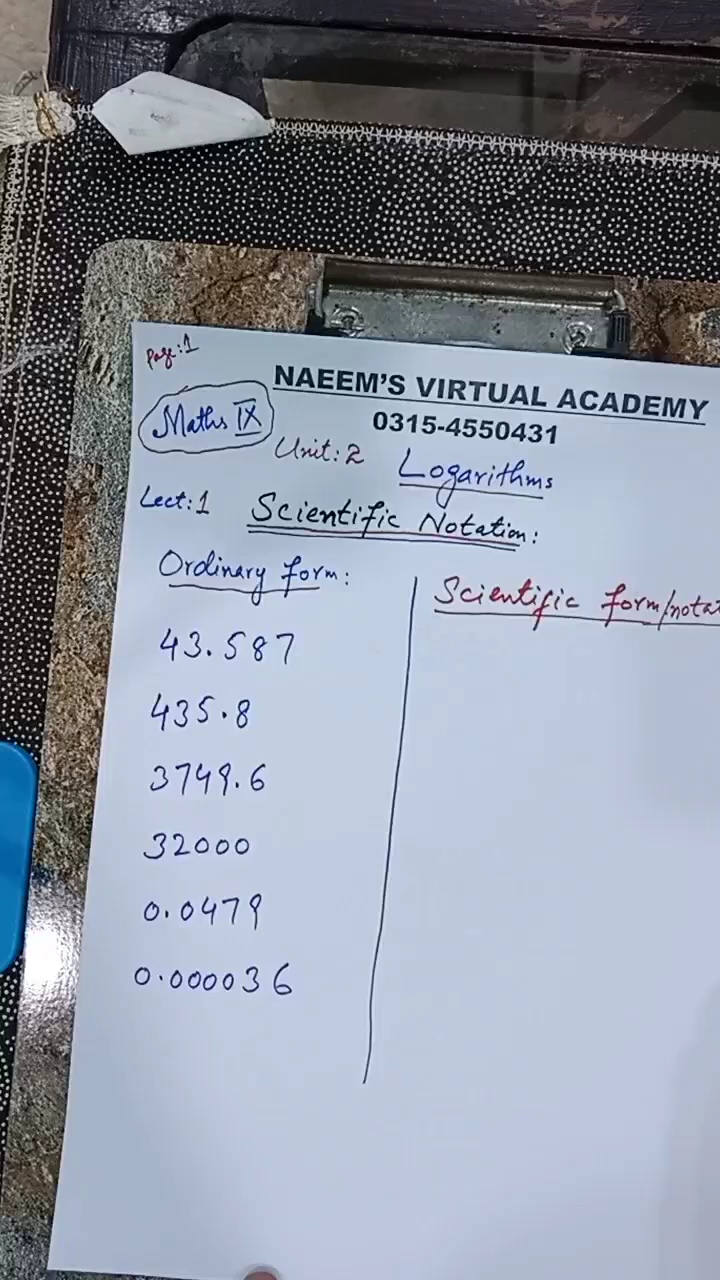 Page:1
NAEEM'S VIRTUAL ACADEMY
0315-4550431
Maths IX
Unit:2 Logarithms
Lect:1 Scientific Notation:
Ordinary form:
Scientific form/notat
43.587
435.8
3749.6
32000
0.0479
0.000036